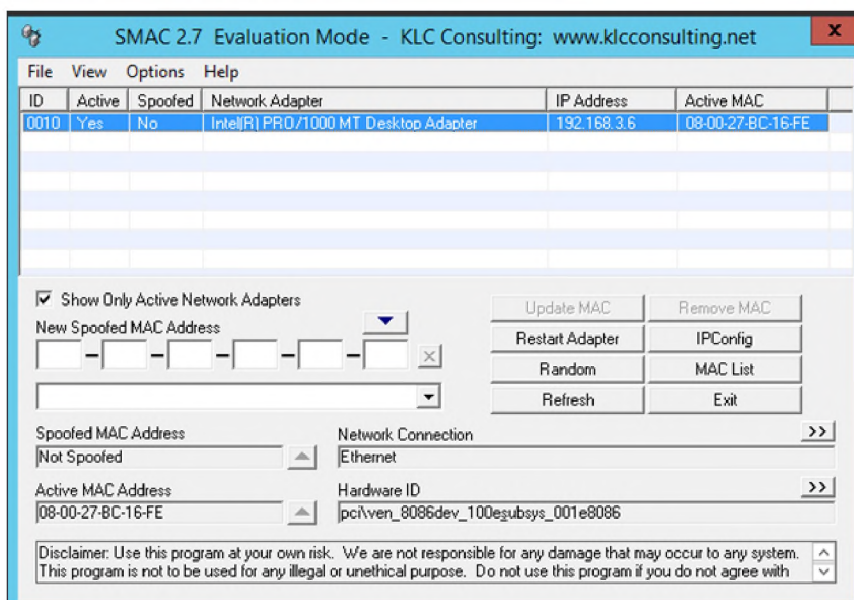 SMAC 2.7 Evaluation Mode - KLC Consulting: www.klcconsulting.net
x
File View Options Help
ID Active Spoofed Network Adapter IP Address Active MAC
0010 Yes No Intel(R) PRO/1000 MT Desktop Adapter 192.168.3.6 08-00-27-BC-16-FE
Show Only Active Network Adapters
New Spoofed MAC Address
Update MAC Remove MAC
Restart Adapter IPConfig
Random MAC List
Refresh Exit
Spoofed MAC Address
Not Spoofed
Network Connection >>
Ethernet
Active MAC Address
08-00-27-BC-16-FE
Hardware ID >>
pci\ven_8086dev_100esubsys_001e8086
Disclaimer: Use this program at your own risk. We are not responsible for any damage that may occur to any system.
This program is not to be used for any illegal or unethical purpose. Do not use this program if you do not agree with